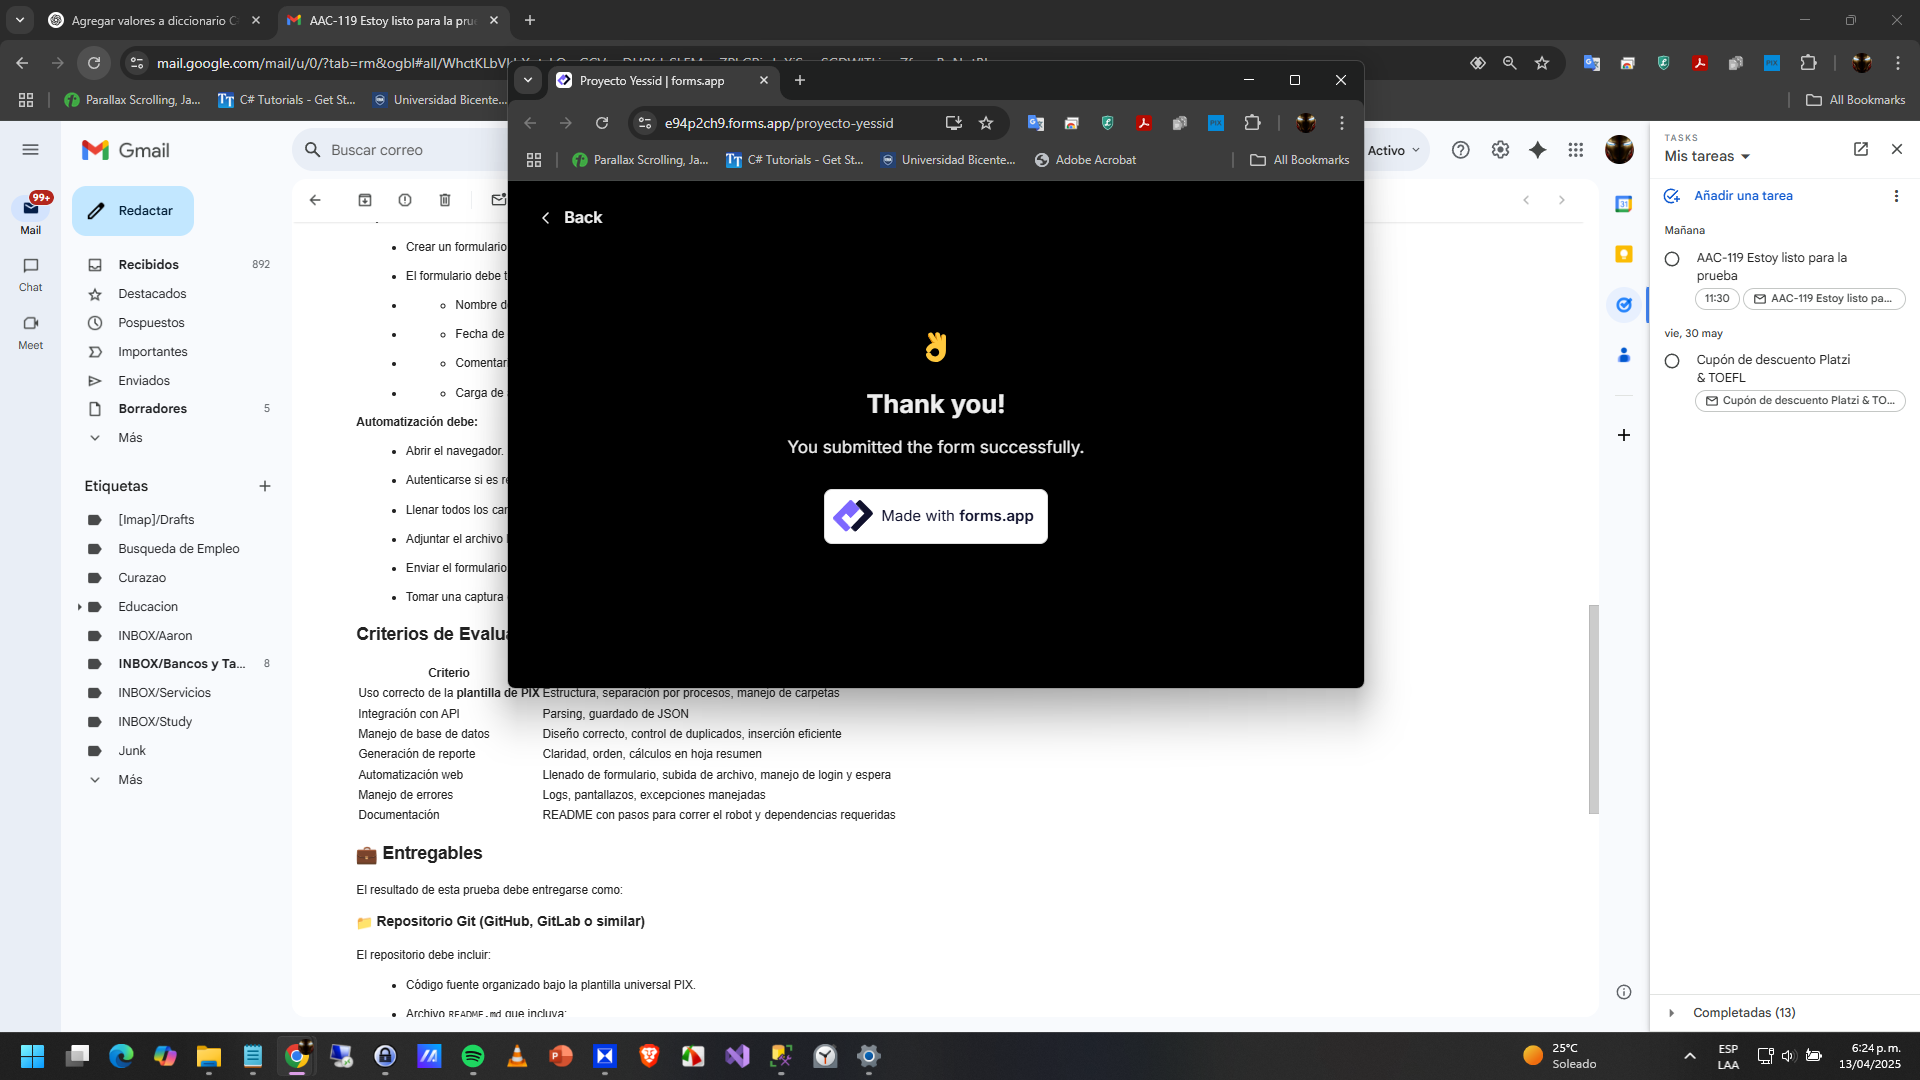 Agregar valores a diccionario C
AAC-119 Estoy listo para la pru
mail.google.com/mail/u/0/?tab=rm&ogbl#all/
Parallax Scrolling, Ja...
C# Tutorials - Get St...
Universidad Bicente...
All Bookmarks
Proyecto Yessid | forms.app
e94p2ch9.forms.app/proyecto-yessid
Parallax Scrolling, Ja...
C# Tutorials - Get St...
Universidad Bicente...
Adobe Acrobat
All Bookmarks
Back
Thank you!
You submitted the form successfully.
Made with forms.app
99+
Mail
Chat
Meet
Gmail
Redactar
Recibidos 892
Destacados
Pospuestos
Importantes
Enviados
Borradores 5
Más
Etiquetas
[Imap]/Drafts
Busqueda de Empleo
Curazao
Educacion
INBOX/Aaron
INBOX/Bancos y Ta... 8
INBOX/Servicios
INBOX/Study
Junk
Más
Buscar correo
Activo
Crear un formulario
El formulario debe t
Nombre d
Fecha de
Comentar
Carga de
Automatización debe:
Abrir el navegador.
Autenticarse si es re
Llenar todos los car
Adjuntar el archivo
Enviar el formulario
Tomar una captura
Criterios de Evalua
Criterio
Uso correcto de la plantilla de PIX Estructura, separación por procesos, manejo de carpetas
Integración con API Parsing, guardado de JSON
Manejo de base de datos Diseño correcto, control de duplicados, inserción eficiente
Generación de reporte Claridad, orden, cálculos en hoja resumen
Automatización web Llenado de formulario, subida de archivo, manejo de login y espera
Manejo de errores Logs, pantallazos, excepciones manejadas
Documentación README con pasos para correr el robot y dependencias requeridas
Entregables
El resultado de esta prueba debe entregarse como:
Repositorio Git (GitHub, GitLab o similar)
El repositorio debe incluir:
Código fuente organizado bajo la plantilla universal PIX.
Archivo README.md que incluya:
TASKS
Mis tareas
Añadir una tarea
Mañana
AAC-119 Estoy listo para la
prueba
11:30
AAC-119 Estoy listo pa...
vie, 30 may
Cupón de descuento Platzi
& TOEFL
Cupón de descuento Platzi & TO...
Completadas (13)
25°C
Soleado
ESP
LAA
6:24 p. m.
13/04/2025